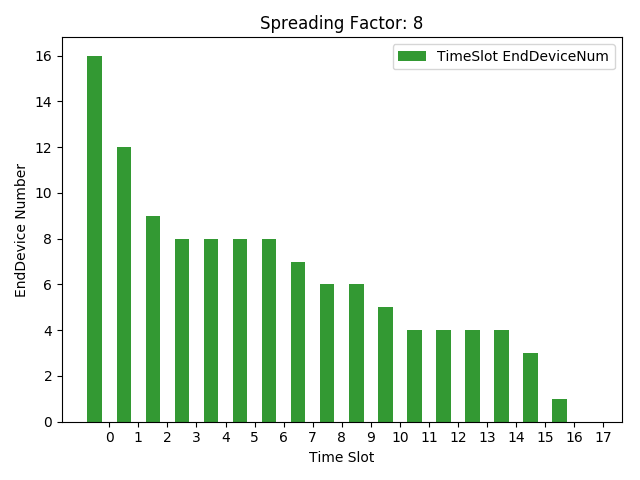 Spreading Factor: 8
TimeSlot EndDeviceNum
EndDevice Number
16
14
12
10
8
6
4
2
0
0 1 2 3 4 5 6 7 8 9 10 11 12 13 14 15 16 17
Time Slot